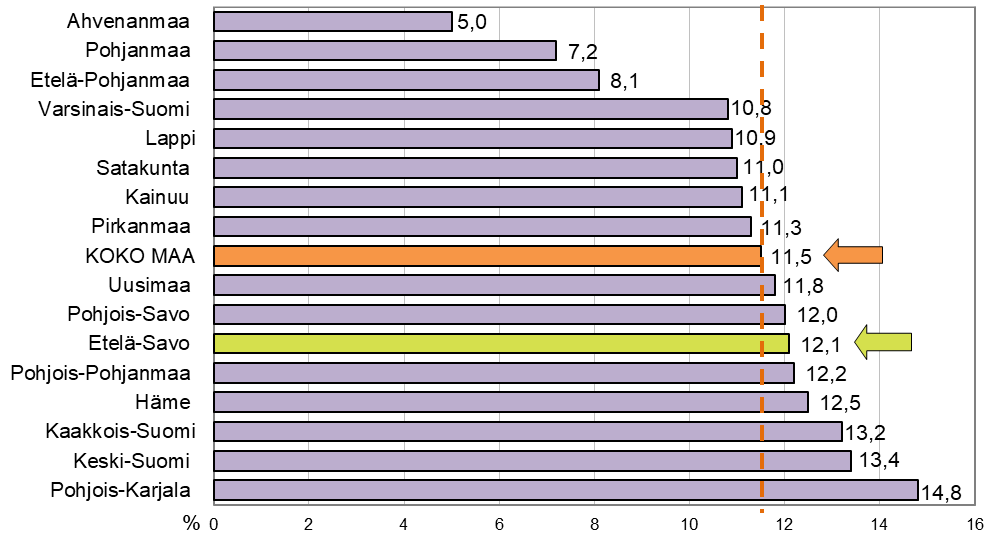 Ahvenanmaa 5,0
Pohjanmaa 7,2
Etelä-Pohjanmaa 8,1
Varsinais-Suomi 10,8
Lappi 10,9
Satakunta 11,0
Kainuu 11,1
Pirkanmaa 11,3
KOKO MAA 11,5
Uusimaa 11,8
Pohjois-Savo 12,0
Etelä-Savo 12,1
Pohjois-Pohjanmaa 12,2
Häme 12,5
Kaakkois-Suomi 13,2
Keski-Suomi 13,4
Pohjois-Karjala 14,8
% 0 2 4 6 8 10 12 14 16